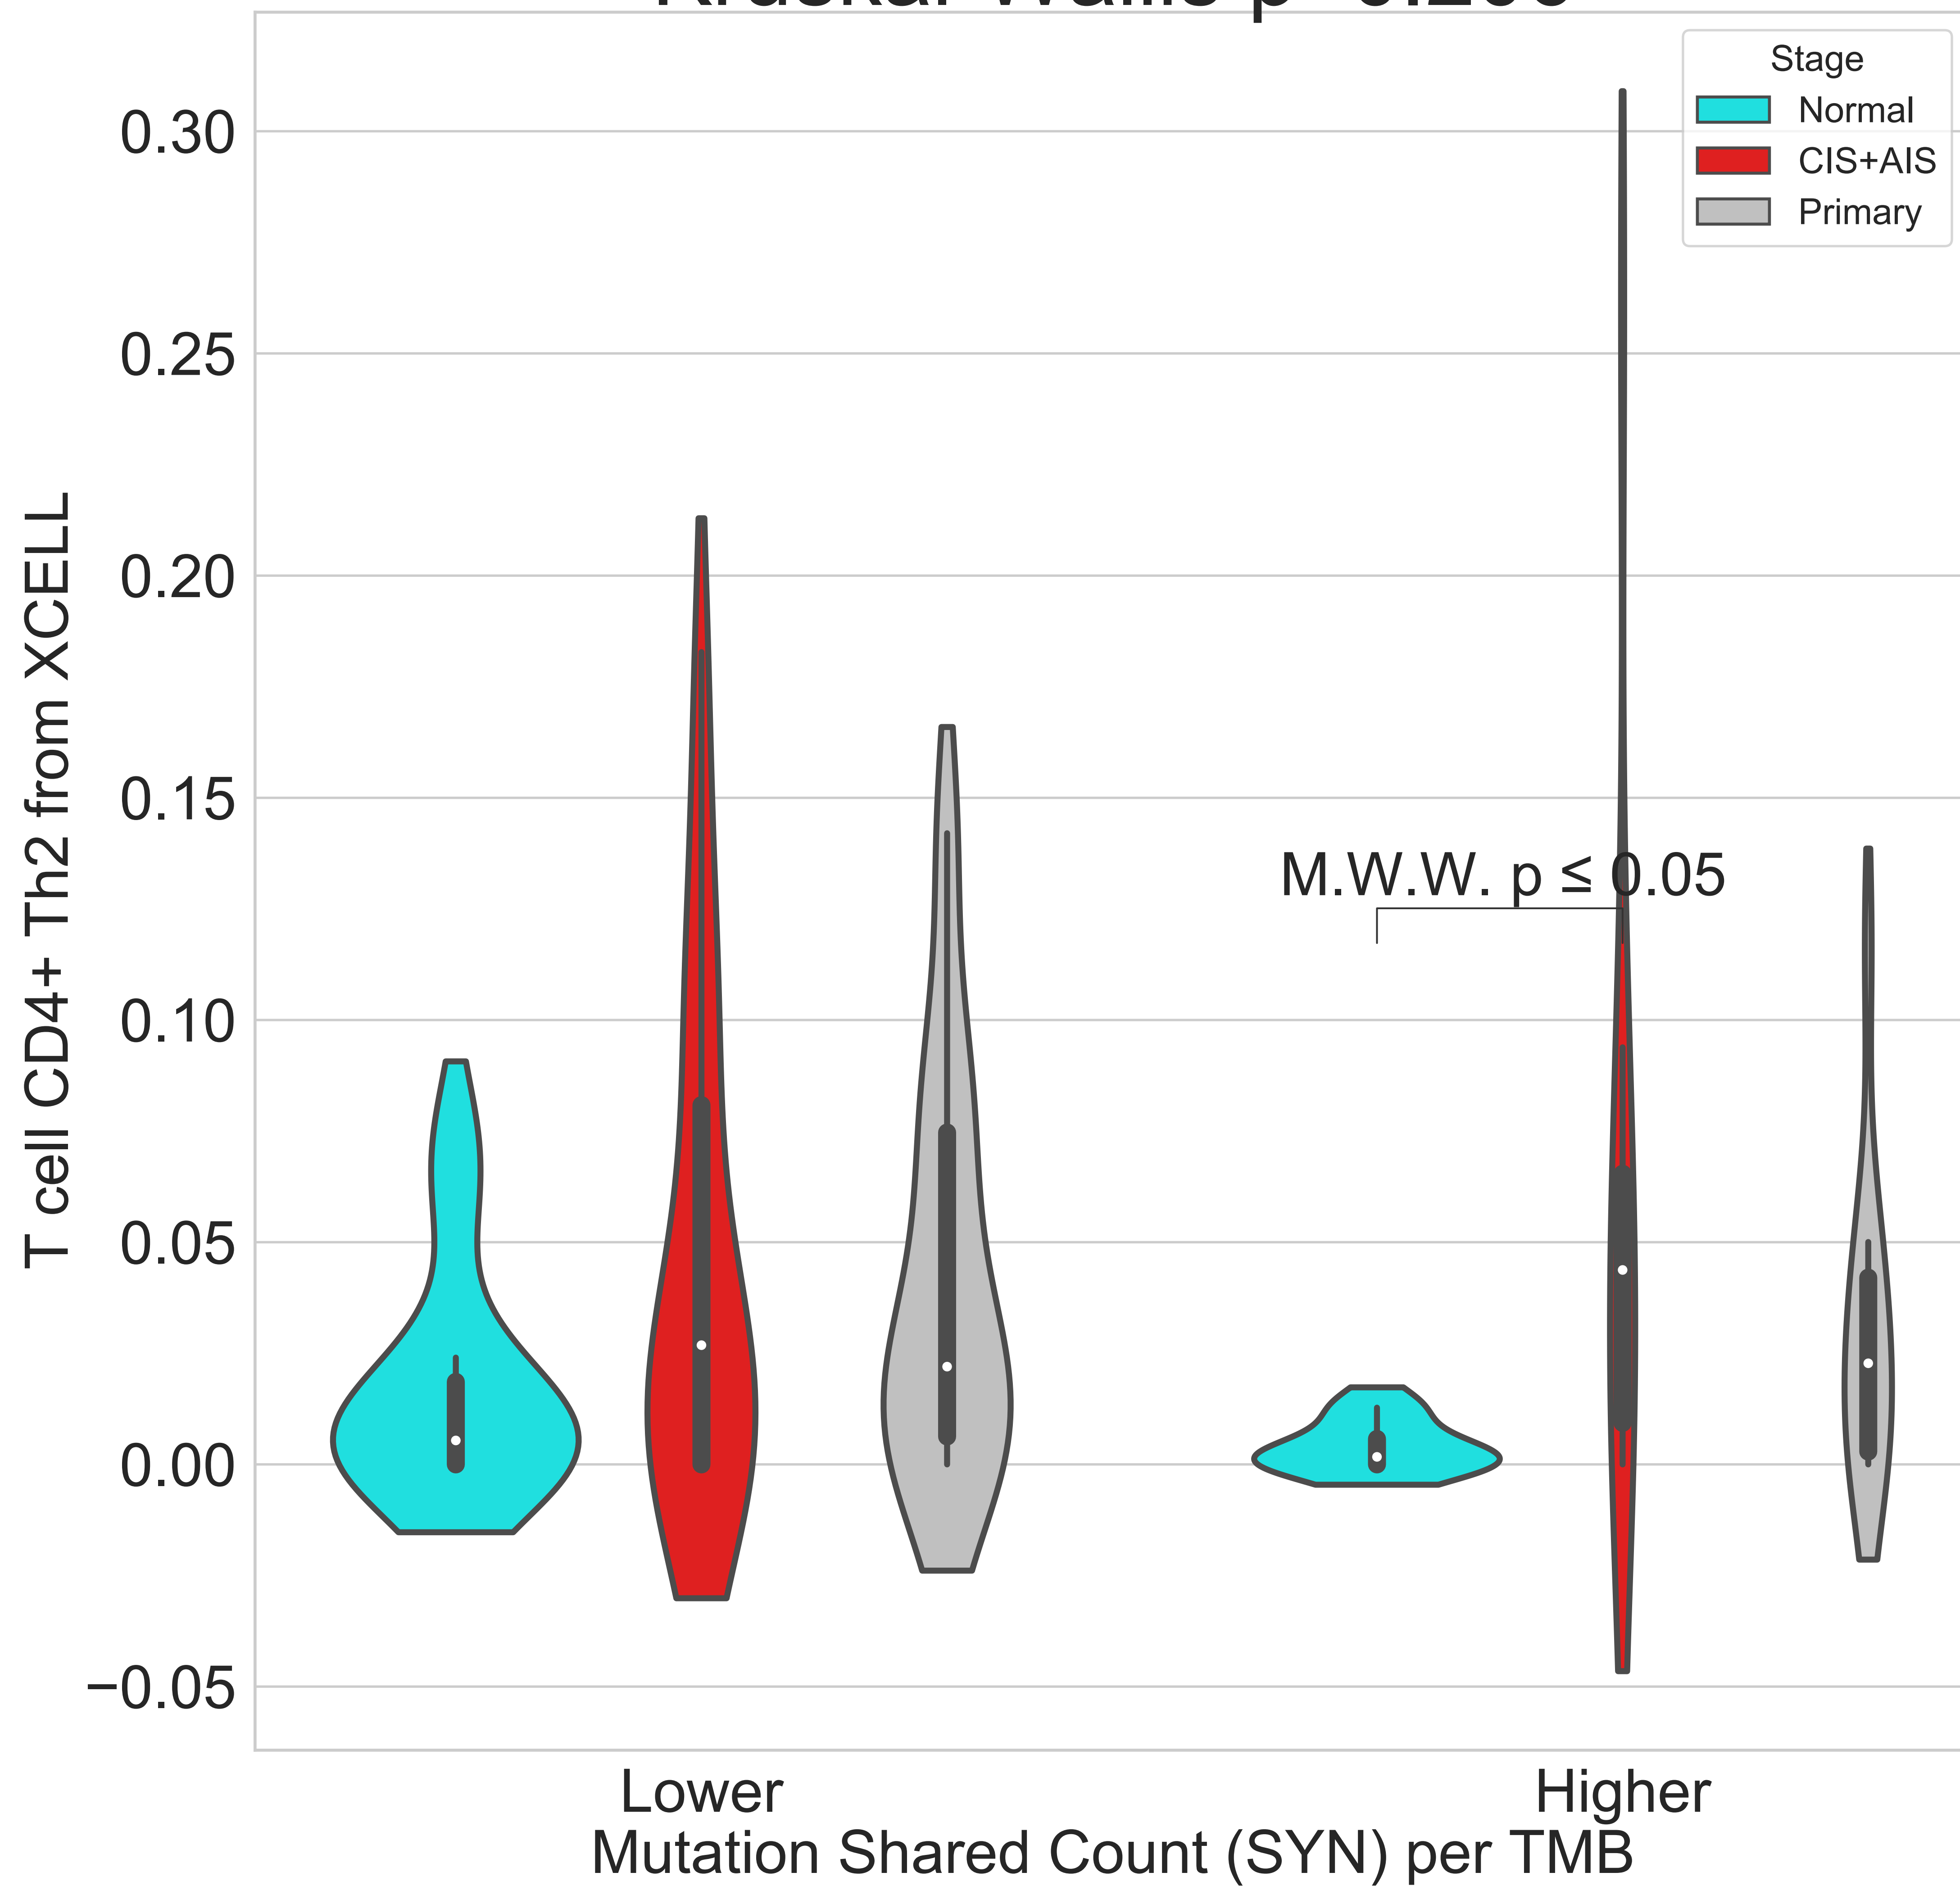 Stage
Normal
CIS+AIS
Primary
0.30
0.25
0.20
0.15
0.10
0.05
0.00
−0.05
T cell CD4+ Th2 from XCELL
M.W.W. p ≤ 0.05
Lower
Higher
Mutation Shared Count (SYN) per TMB